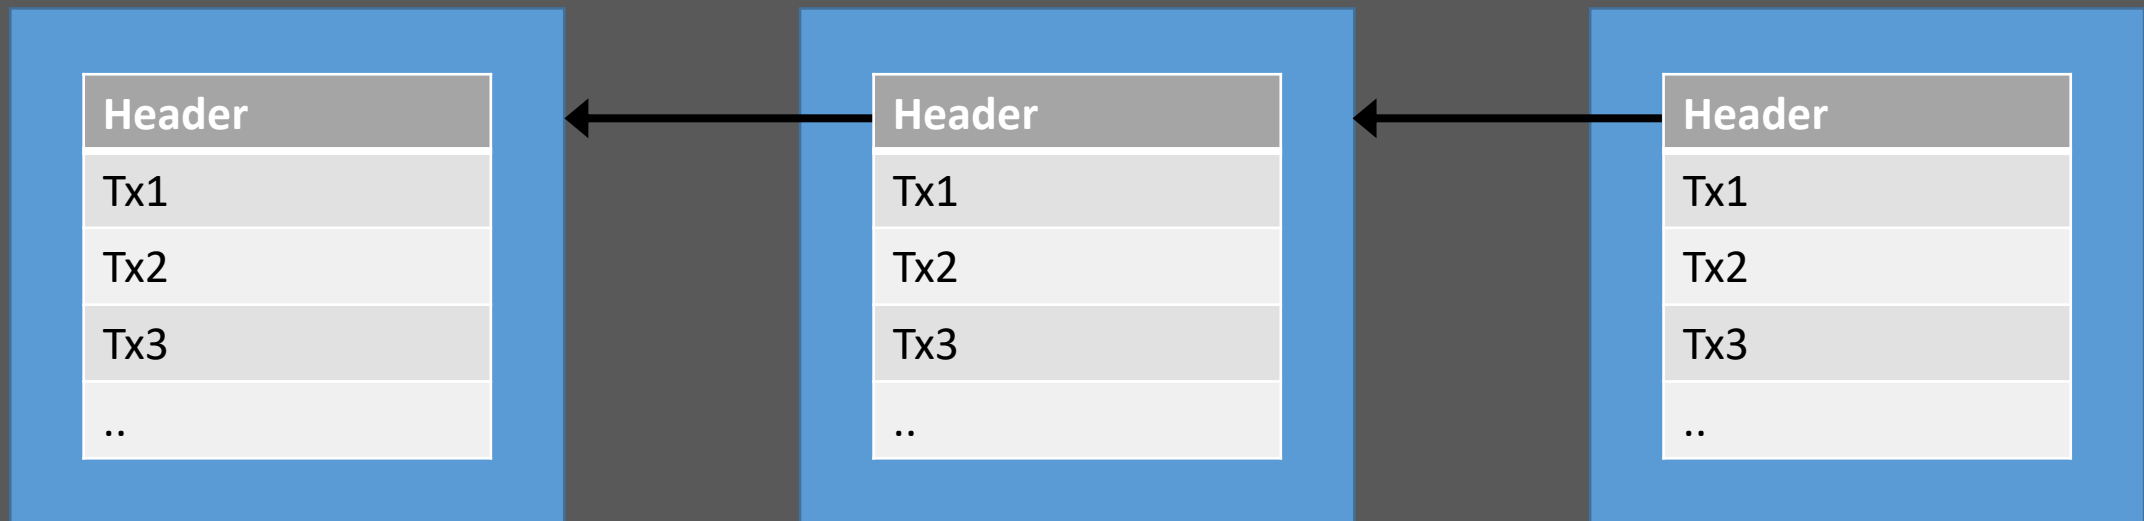 Header
Tx1
Tx2
Tx3
..
Header
Tx1
Tx2
Tx3
..
Header
Tx1
Tx2
Tx3
..